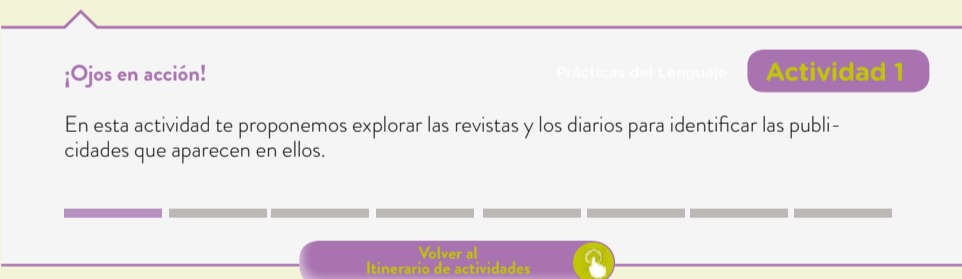 ¡Ojos en acción!
Prácticas del Lenguaje
Actividad 1
En esta actividad te proponemos explorar las revistas y los diarios para identificar las publi-
cidades que aparecen en ellos.
Volver al
Itinerario de actividades